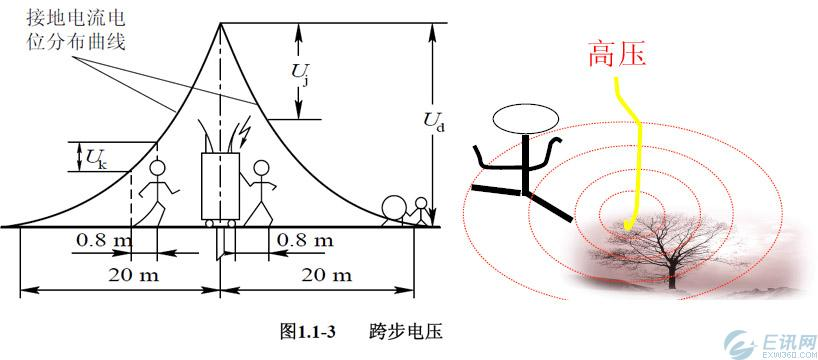 接地电流电
位分布曲线
U_j
U_d
U_k
0.8 m
0.8 m
20 m
20 m
图1.1-3 跨步电压
高压
E讯网
EXW360.COM